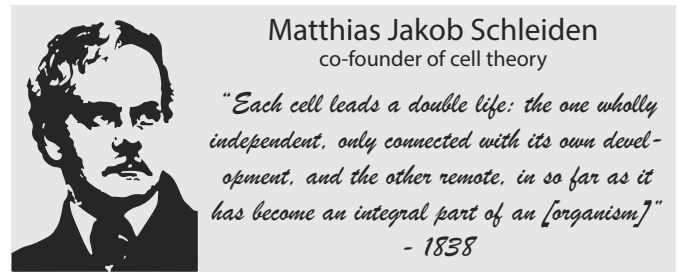 Matthias Jakob Schleiden
co-founder of cell theory
“Each cell leads a double life: the one wholly
independent, only connected with its own devel-
opment, and the other remote, in so far as it
has become an integral part of an [organism]”
- 1838